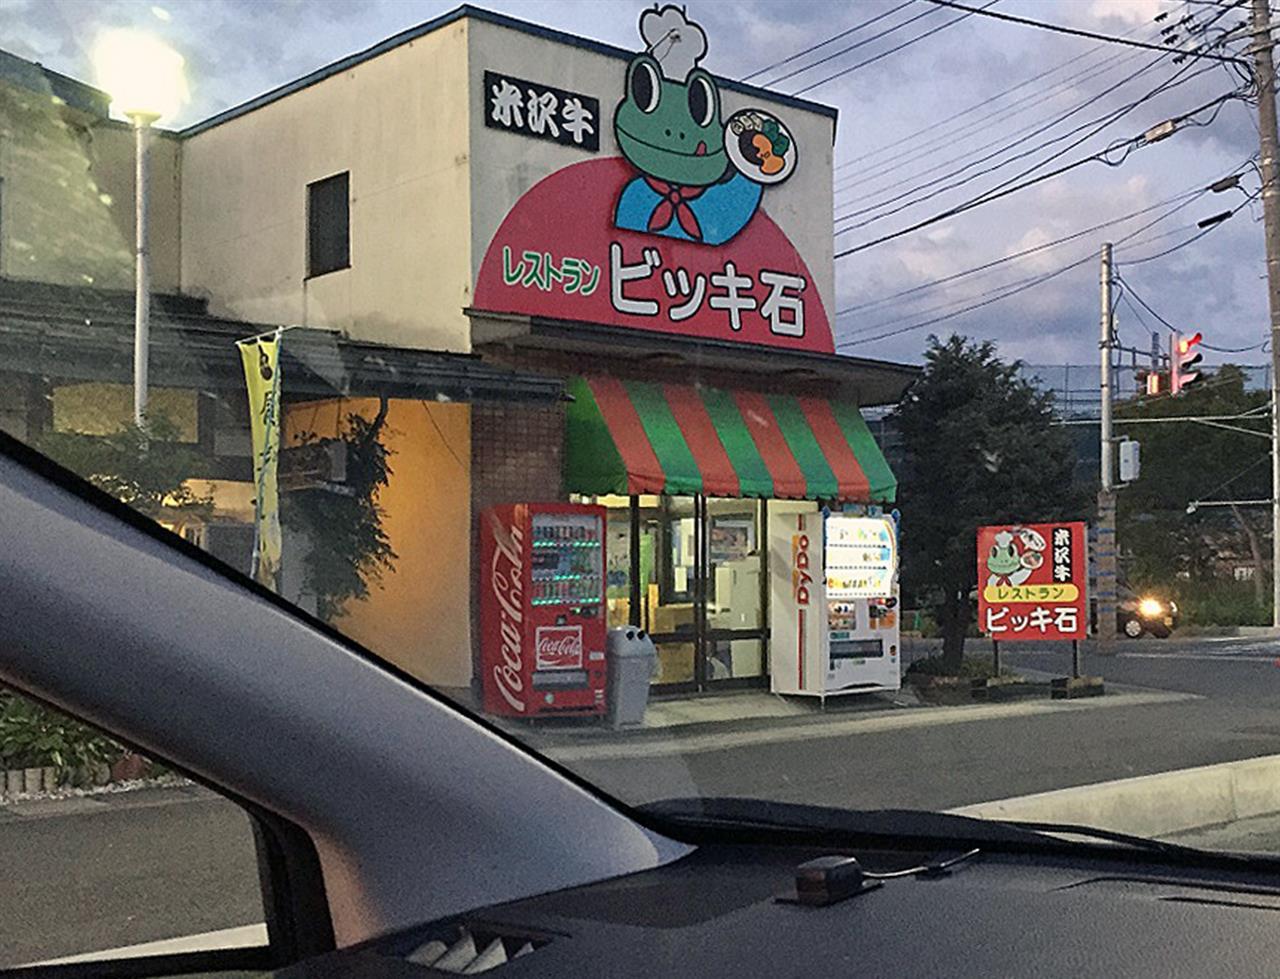 米沢牛
レストラン ビッキ石
Coca-Cola
Coca-Cola
DyDo
米沢牛
レストラン
ビッキ石